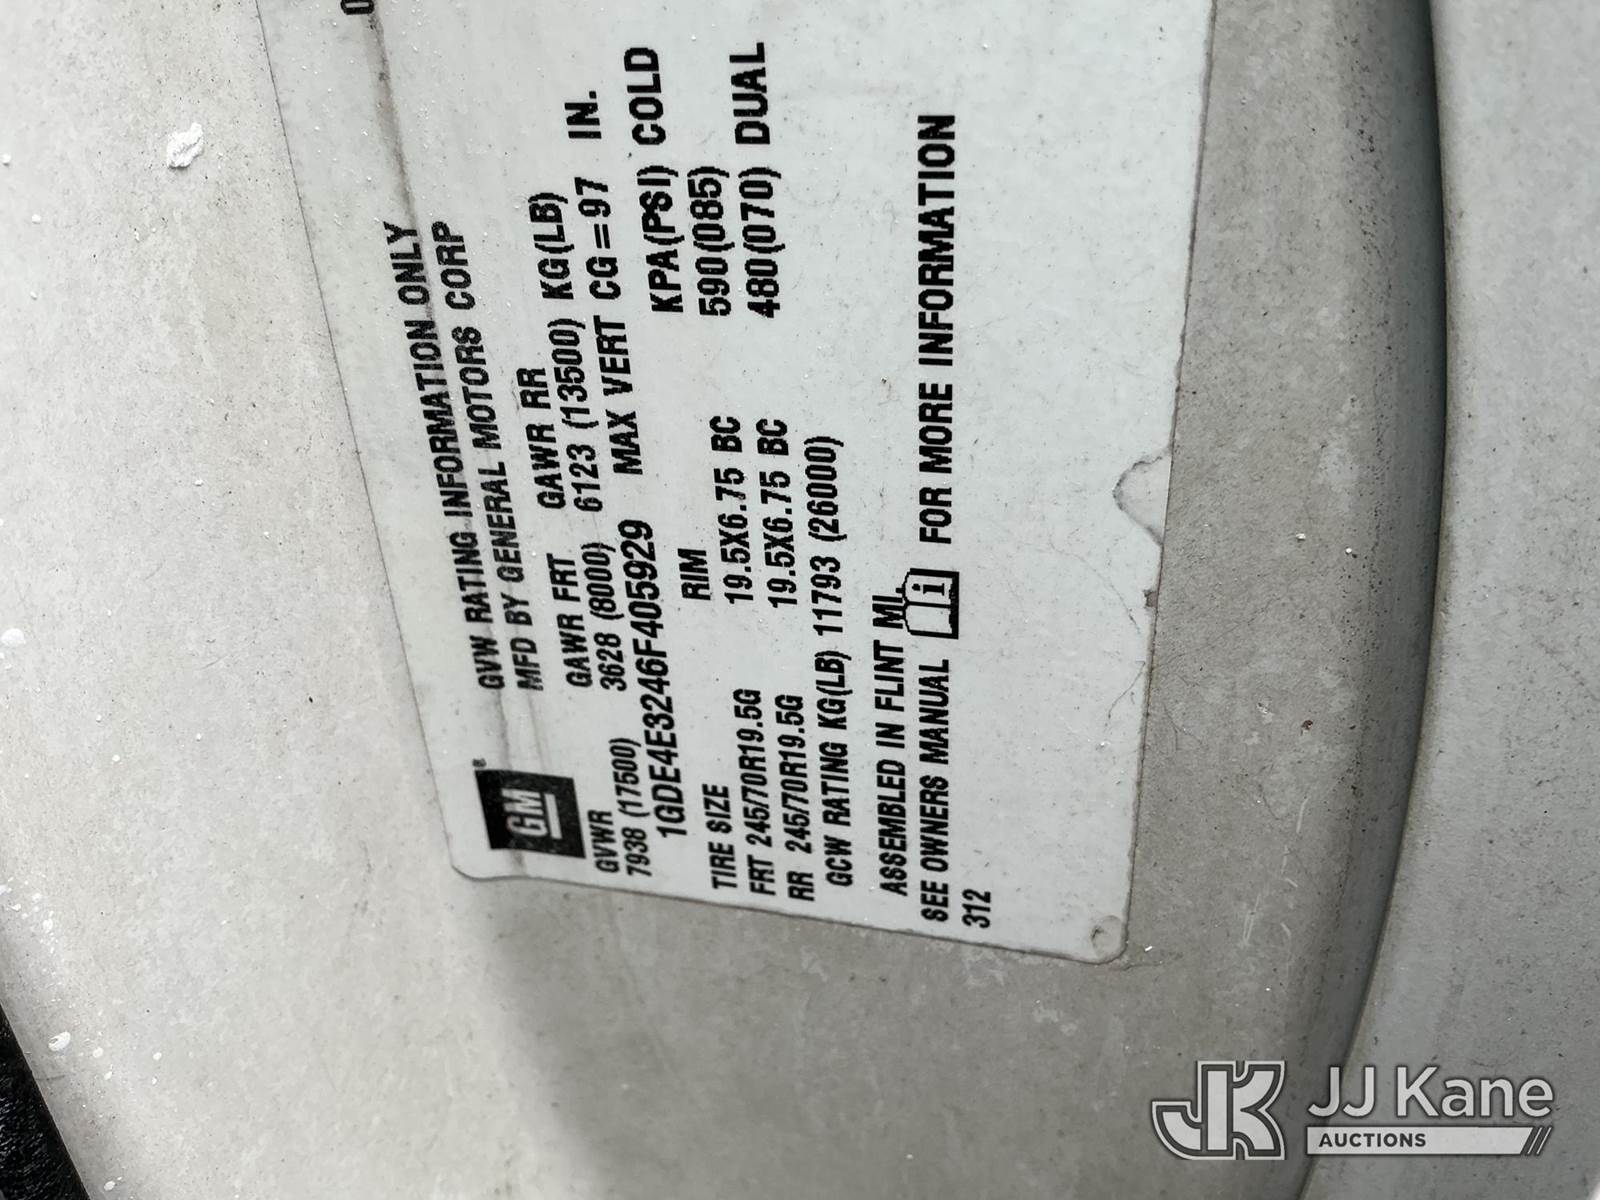 GVW RATING INFORMATION ONLY
MFD BY GENERAL MOTORS CORP
GM®
GVWR GAWR FRT GAWR RR
7938 (17500) 3628 (8000) 6123 (13500) KG(LB)
1GDE4E3246F405929 MAX VERT CG=97 IN.
TIRE SIZE RIM KPA(PSI) COLD
FRT 245/70R19.5G 19.5X6.75 BC 590(085)
RR 245/70R19.5G 19.5X6.75 BC 480(070) DUAL
GCW RATING KG(LB) 11793 (26000)
ASSEMBLED IN FLINT MI.
SEE OWNERS MANUAL i FOR MORE INFORMATION
312
JK JJ Kane
AUCTIONS